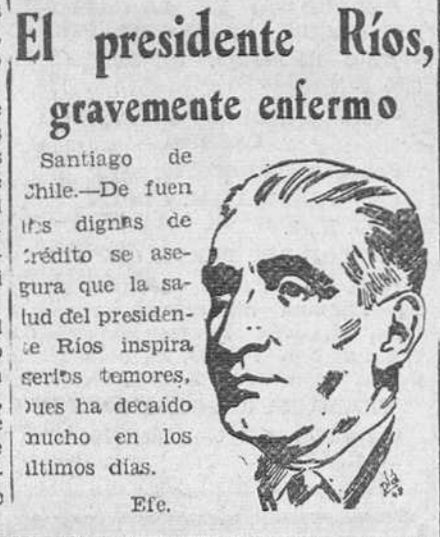 El presidente Ríos,
gravemente enfermo
Santiago de
Chile.—De fuen
tes dignas de
crédito se ase-
gura que la sa-
lud del presiden-
te Ríos inspira
serios temores,
pues ha decaído
mucho en los
últimos días.
Efe.